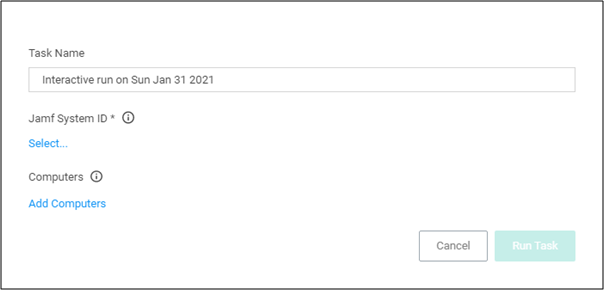 Task Name
Interactive run on Sun Jan 31 2021
Jamf System ID *
Select...
Computers
Add Computers
Cancel
Run Task